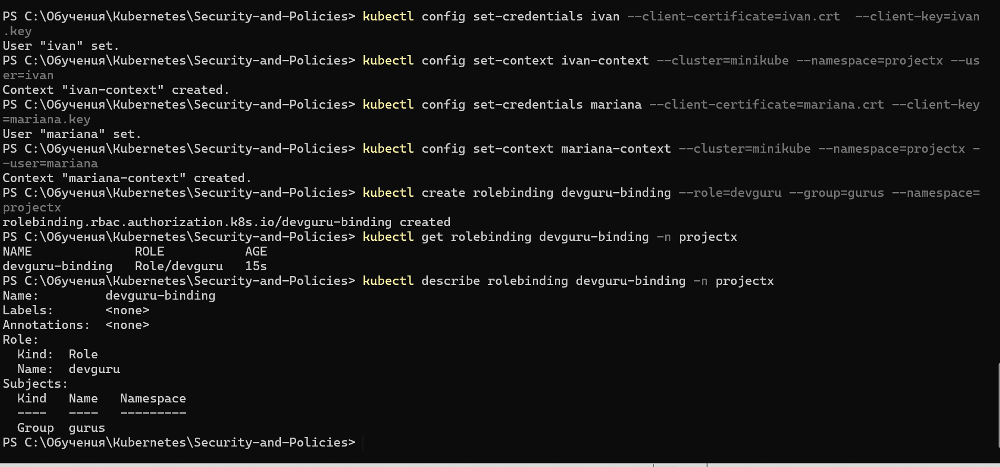 PS C:\Обучения\Kubernetes\Security-and-Policies> kubectl config set-credentials ivan --client-certificate=ivan.crt  --client-key=ivan
.key
User "ivan" set.
PS C:\Обучения\Kubernetes\Security-and-Policies> kubectl config set-context ivan-context --cluster=minikube --namespace=projectx --us
er=ivan
Context "ivan-context" created.
PS C:\Обучения\Kubernetes\Security-and-Policies> kubectl config set-credentials mariana --client-certificate=mariana.crt --client-key
=mariana.key
User "mariana" set.
PS C:\Обучения\Kubernetes\Security-and-Policies> kubectl config set-context mariana-context --cluster=minikube --namespace=projectx -
-user=mariana
Context "mariana-context" created.
PS C:\Обучения\Kubernetes\Security-and-Policies> kubectl create rolebinding devguru-binding --role=devguru --group=gurus --namespace=
projectx
rolebinding.rbac.authorization.k8s.io/devguru-binding created
PS C:\Обучения\Kubernetes\Security-and-Policies> kubectl get rolebinding devguru-binding -n projectx
NAME              ROLE           AGE
devguru-binding   Role/devguru   15s
PS C:\Обучения\Kubernetes\Security-and-Policies> kubectl describe rolebinding devguru-binding -n projectx
Name:         devguru-binding
Labels:       <none>
Annotations:  <none>
Role:
  Kind:  Role
  Name:  devguru
Subjects:
  Kind   Name   Namespace
  ----   ----   ---------
  Group  gurus
PS C:\Обучения\Kubernetes\Security-and-Policies>